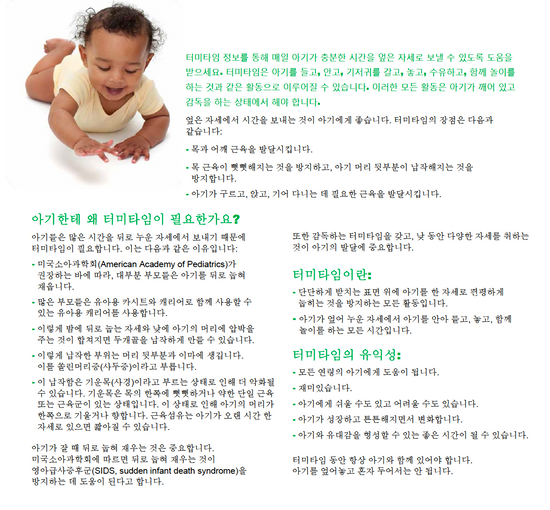 터미타임 정보를 통해 매일 아기가 충분한 시간을 엎은 자세로 보낼 수 있도록 도움을
받으세요. 터미타임은 아기를 들고, 안고, 기저귀를 갈고, 놓고, 수유하고, 함께 놀이를
하는 것과 같은 활동으로 이루어질 수 있습니다. 이러한 모든 활동은 아기가 깨어 있고
감독을 하는 상태에서 해야 합니다.
엎은 자세에서 시간을 보내는 것이 아기에게 좋습니다. 터미타임의 장점은 다음과
같습니다:
- 목과 어깨 근육을 발달시킵니다.
- 목 근육이 뻣뻣해지는 것을 방지하고, 아기 머리 뒷부분이 납작해지는 것을
방지합니다.
- 아기가 구르고, 앉고, 기어 다니는 데 필요한 근육을 발달시킵니다.
아기한테 왜 터미타임이 필요한가요?
아기들은 많은 시간을 뒤로 누운 자세에서 보내기 때문에
터미타임이 필요합니다. 이는 다음과 같은 이유입니다:
- 미국소아과학회(American Academy of Pediatrics)가
권장하는 바에 따라, 대부분 부모들은 아기를 뒤로 눕혀
재웁니다.
- 많은 부모들은 유아용 카시트와 캐리어로 함께 사용할 수
있는 유아용 캐리어를 사용합니다.
- 이렇게 밤에 뒤로 눕는 자세와 낮에 아기의 머리에 압박을
주는 것이 합쳐지면 두개골을 납작하게 만들 수 있습니다.
- 이렇게 납작한 부위는 머리 뒷부분과 이마에 생깁니다.
이를 쏠린머리증(사두증)이라고 부릅니다.
- 이 납작함은 기운목(사경)이라고 부르는 상태로 인해 더 악화될
수 있습니다. 기운목은 목의 한쪽에 뻣뻣하거나 약한 단일 근육
또는 근육군이 있는 상태입니다. 이 상태로 인해 아기의 머리가
한쪽으로 기울거나 향합니다. 근육섬유는 아기가 오랜 시간 한
자세로 있으면 짧아질 수 있습니다.
아기가 잘 때 뒤로 눕혀 재우는 것은 중요합니다.
미국소아과학회에 따르면 뒤로 눕혀 재우는 것이
영아급사증후군(SIDS, sudden infant death syndrome)을
방지하는 데 도움이 된다고 합니다.
또한 감독하는 터미타임을 갖고, 낮 동안 다양한 자세를 취하는
것이 아기의 발달에 중요합니다.
터미타임이란:
- 단단하게 받치는 표면 위에 아기를 한 자세로 편평하게
눕히는 것을 방지하는 모든 활동입니다.
- 아기가 엎어 누운 자세에서 아기를 안아 들고, 놓고, 함께
놀이를 하는 모든 시간입니다.
터미타임의 유익성:
- 모든 연령의 아기에게 도움이 됩니다.
- 재미있습니다.
- 아기에게 쉬울 수도 있고 어려울 수도 있습니다.
- 아기가 성장하고 튼튼해지면서 변화합니다.
- 아기와 유대감을 형성할 수 있는 좋은 시간이 될 수 있습니다.
터미타임 동안 항상 아기와 함께 있어야 합니다.
아기를 엎어놓고 혼자 두어서는 안 됩니다.